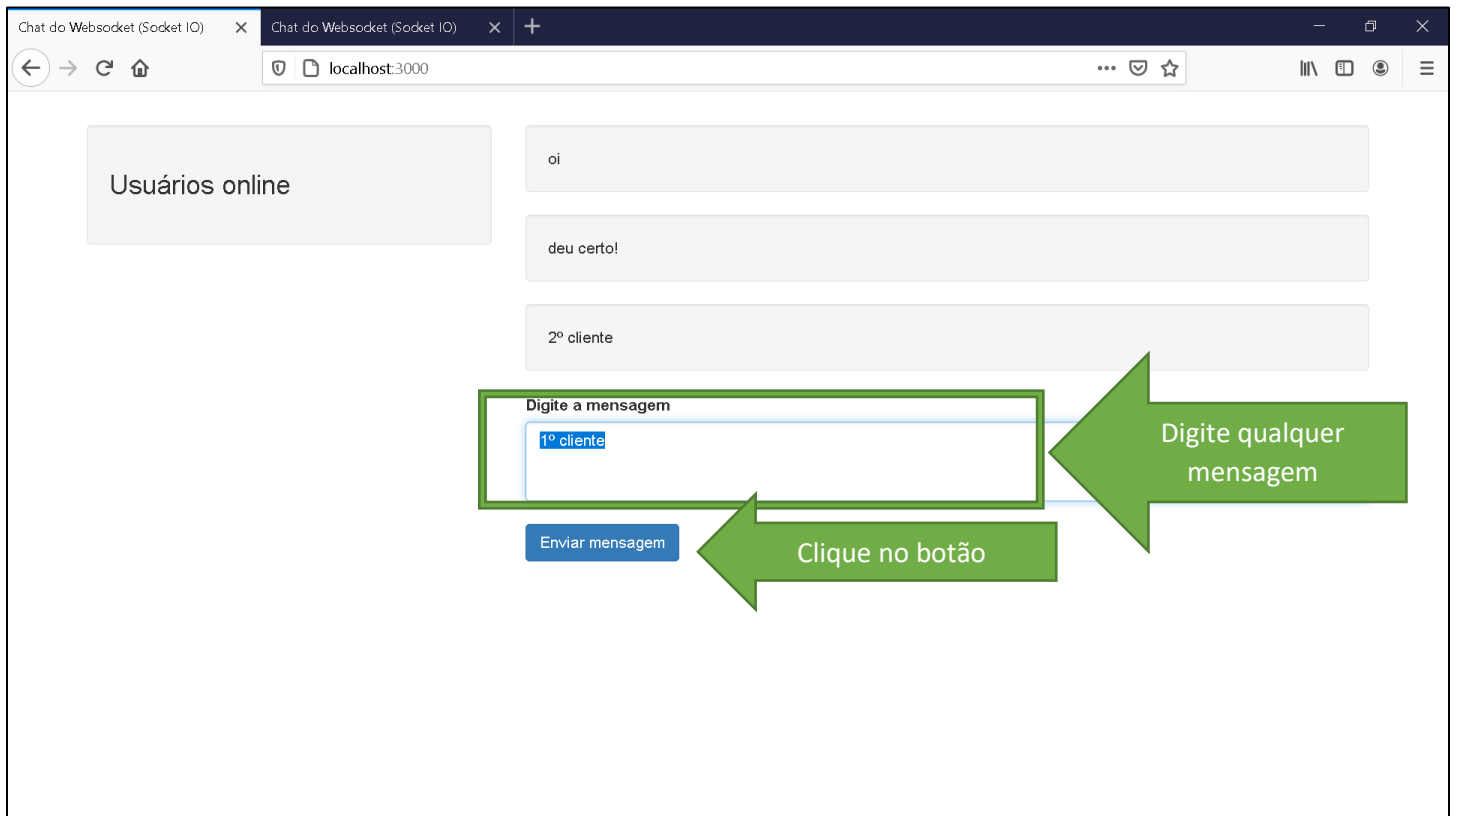 Chat do Websocket (Socket IO)
Chat do Websocket (Socket IO)
localhost:3000
Usuários online
oi
deu certo!
2º cliente
Digite a mensagem
1º cliente
Digite qualquer
mensagem
Enviar mensagem
Clique no botão